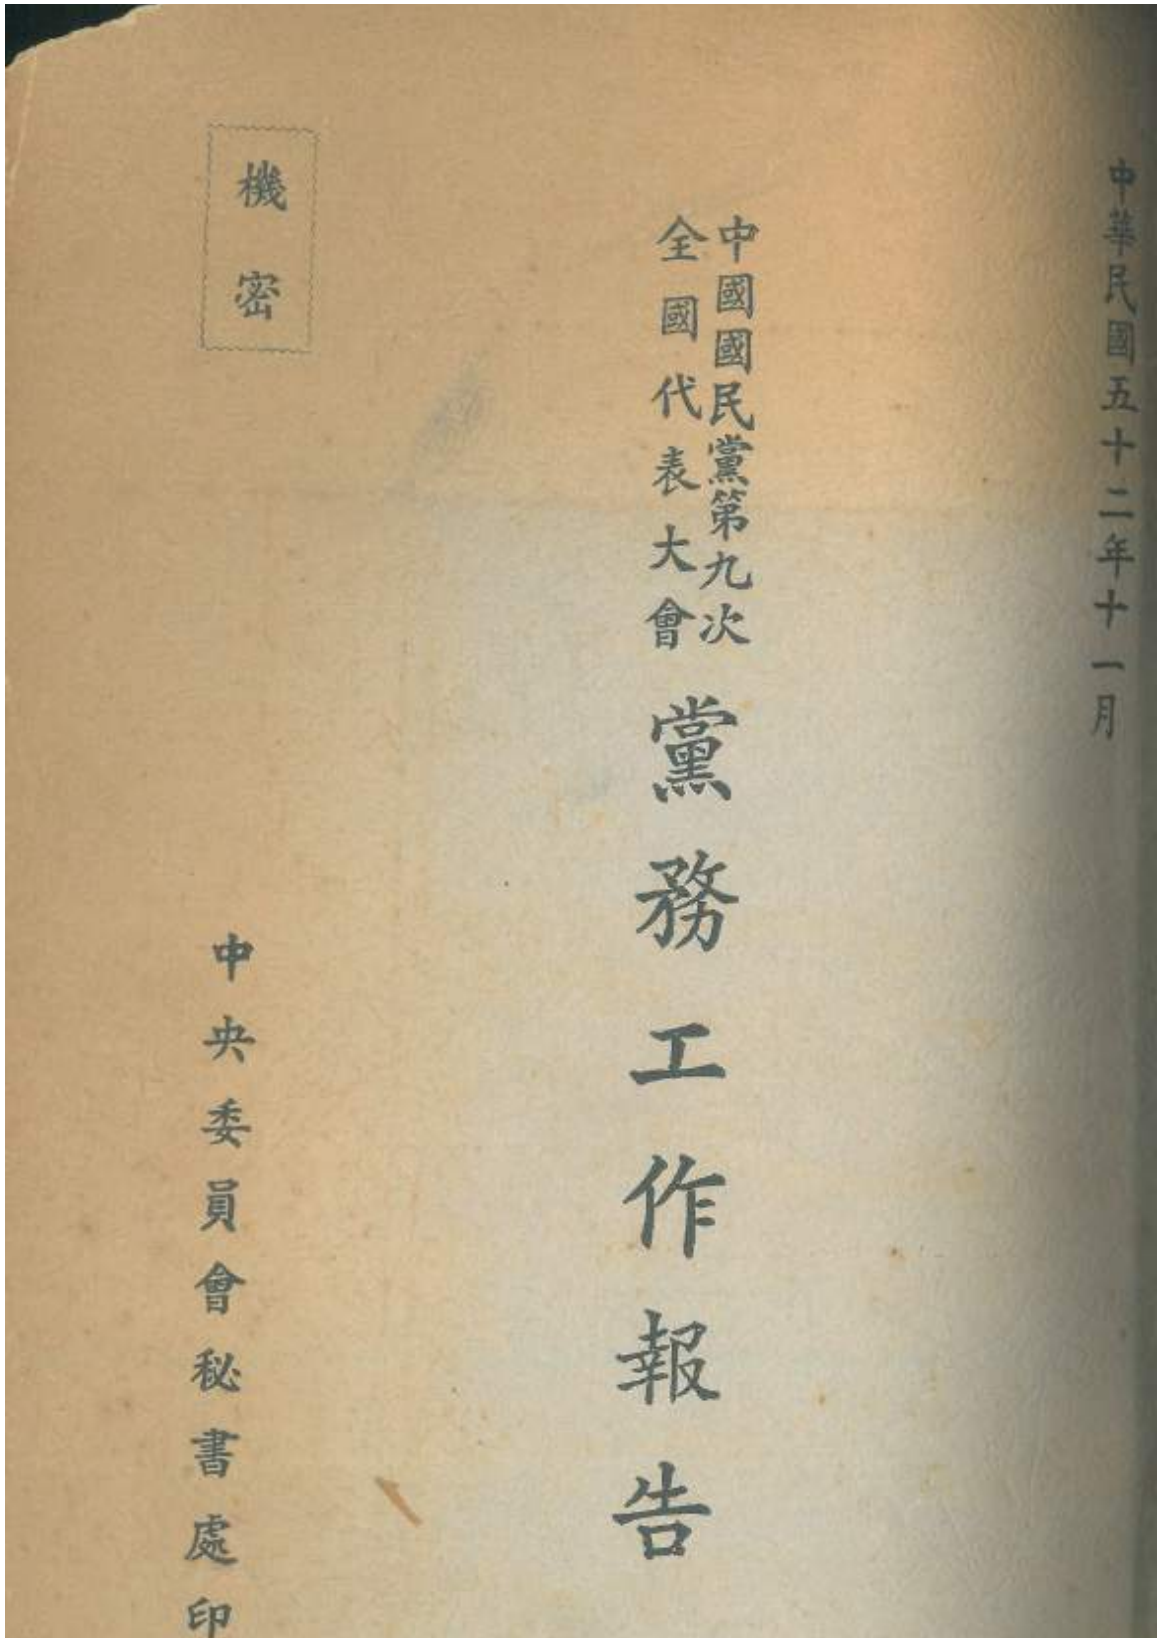 中華民國五十二年十一月
中國國民黨第九次
全國代表大會
黨務工作報告
機密
中央委員會秘書處印